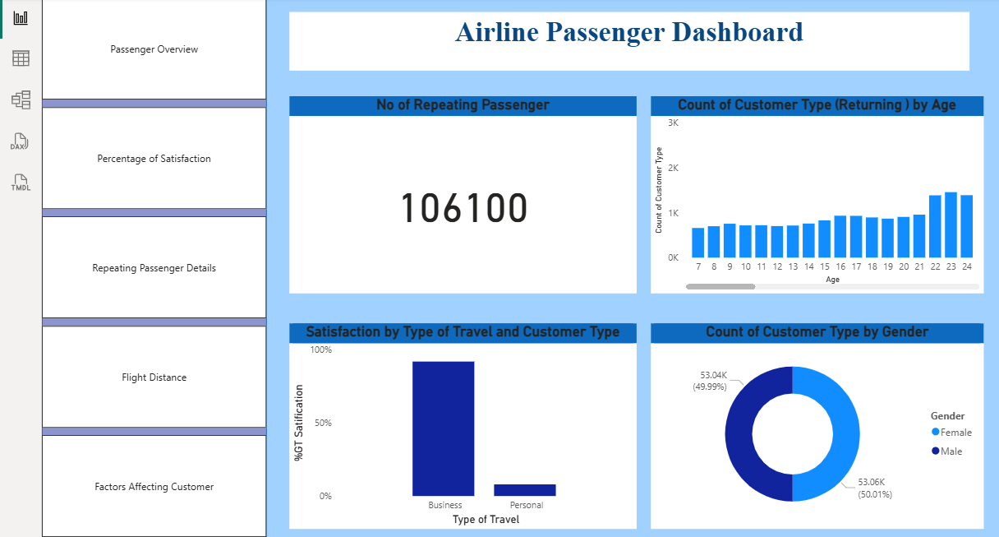 DAX
TMDL
Passenger Overview
Percentage of Satisfaction
Repeating Passenger Details
Flight Distance
Factors Affecting Customer
Airline Passenger Dashboard
No of Repeating Passenger
106100
Count of Customer Type (Returning ) by Age
Count of Customer Type
3K
2K
1K
0K
7 8 9 10 11 12 13 14 15 16 17 18 19 20 21 22 23 24
Age
Satisfaction by Type of Travel and Customer Type
%GT Satification
100%
50%
0%
Business Personal
Type of Travel
Count of Customer Type by Gender
53.04K
(49.99%)
53.06K
(50.01%)
Gender
Female
Male